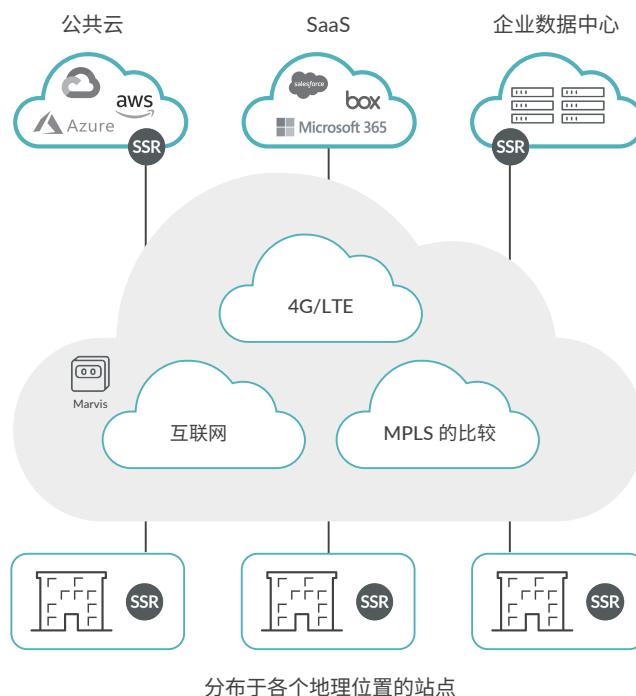 公共云
SaaS
企业数据中心
aws
Azure
salesforce
box
Microsoft 365
SSR
SSR
4G/LTE
Marvis
互联网
MPLS 的比较
SSR
SSR
SSR
分布于各个地理位置的站点